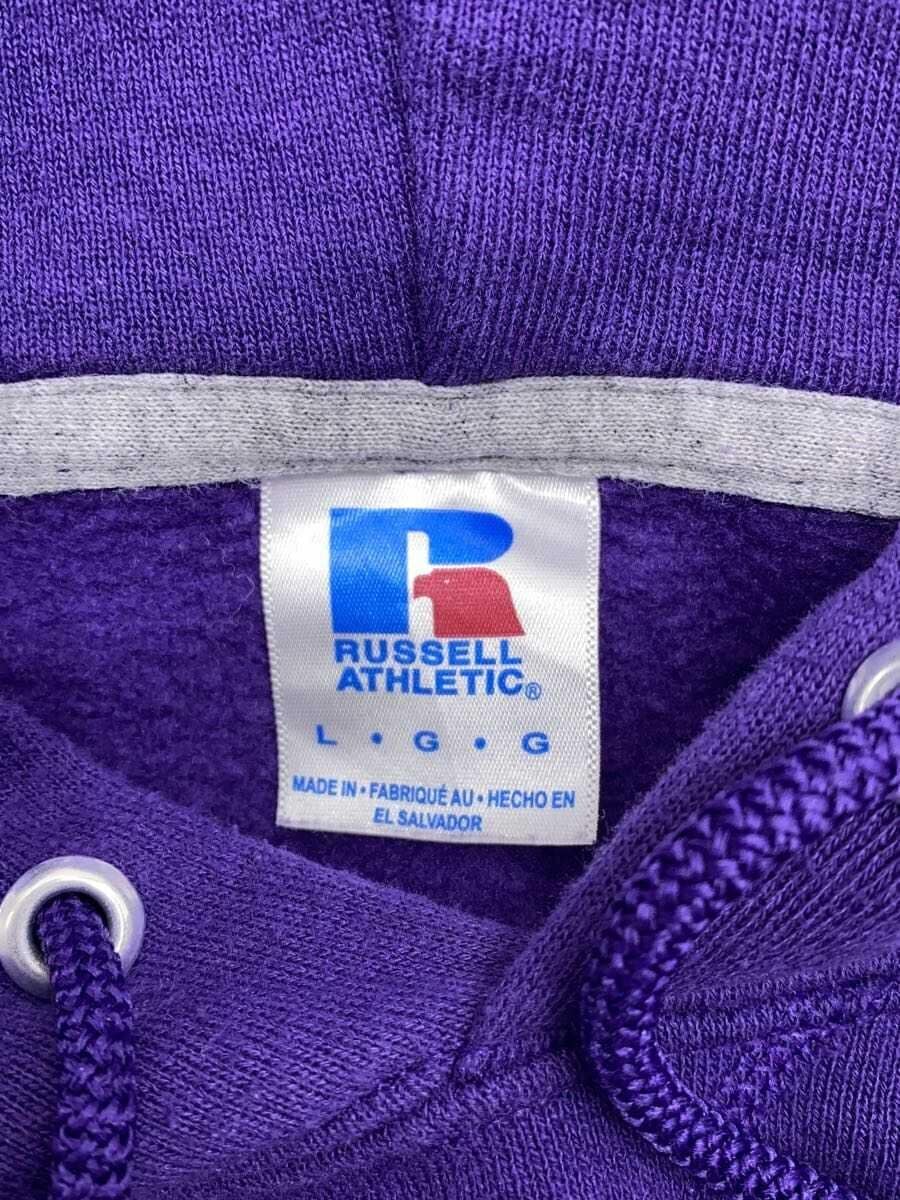 R
RUSSELL
ATHLETIC®
L • G • G
MADE IN • FABRIQUÉ AU • HECHO EN
EL SALVADOR